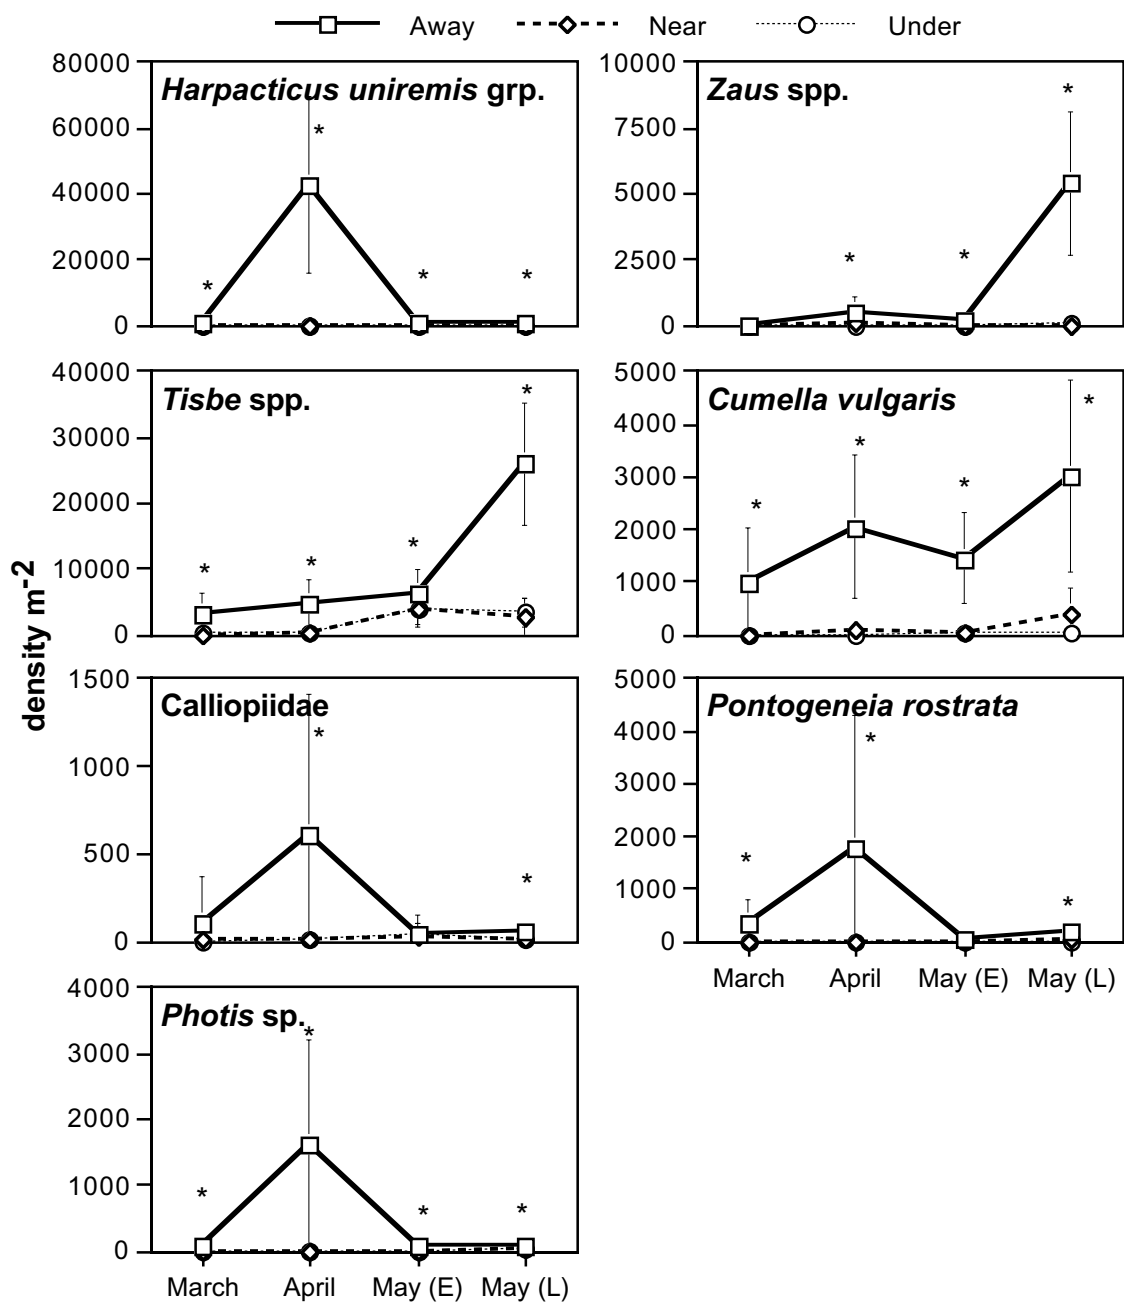 Away Near Under
density m-2
Harpacticus uniremis grp.
80000
60000
40000
20000
0
* * * *
Zaus spp.
10000
7500
5000
2500
0
* * *
Tisbe spp.
40000
30000
20000
10000
0
* * * *
Cumella vulgaris
5000
4000
3000
2000
1000
0
* * * *
Calliopiidae
1500
1000
500
0
* *
Pontogeneia rostrata
5000
4000
3000
2000
1000
0
* * *
March April May (E) May (L)
Photis sp.
4000
3000
2000
1000
0
* * * *
March April May (E) May (L)